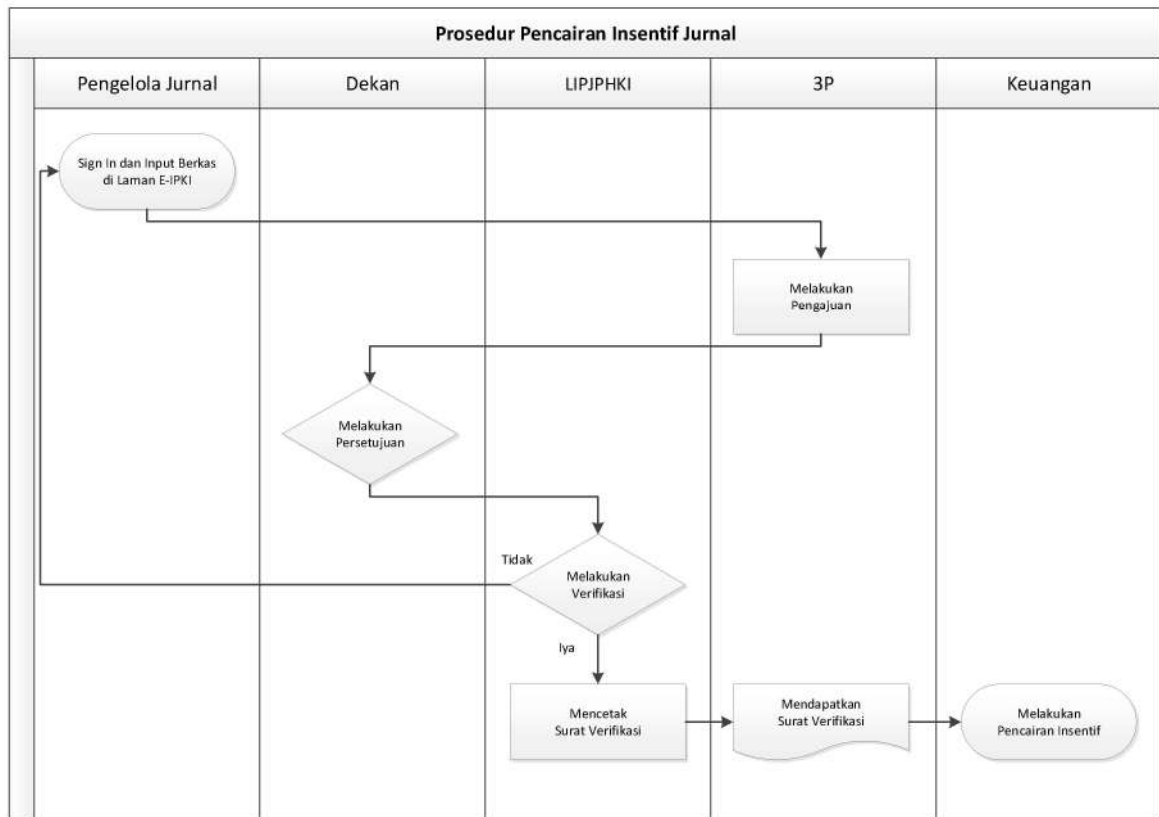 Prosedur Pencairan Insentif Jurnal
Pengelola Jurnal
Dekan
LIPJPHKI
3P
Keuangan
Sign In dan Input Berkas
di Laman E-IPKI
Melakukan
Pengajuan
Melakukan
Persetujuan
Tidak
Melakukan
Verifikasi
Iya
Mencetak
Surat Verifikasi
Mendapatkan
Surat Verifikasi
Melakukan
Pencairan Insentif